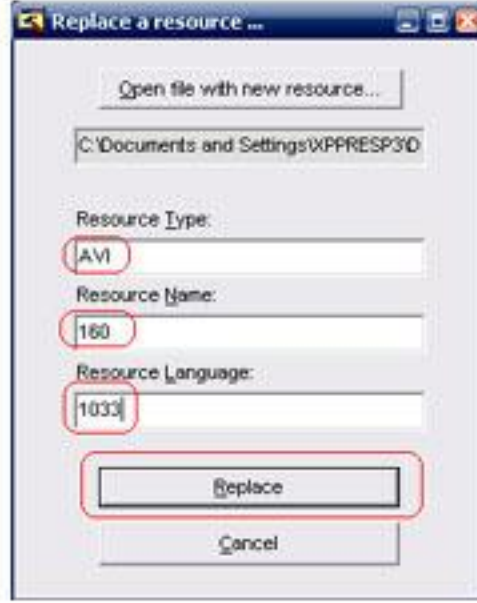 Replace a resource ...
Open file with new resource...
C:\Documents and Settings\XPPRESP3\D
Resource Type:
AVI
Resource Name:
160
Resource Language:
1033
Replace
Cancel